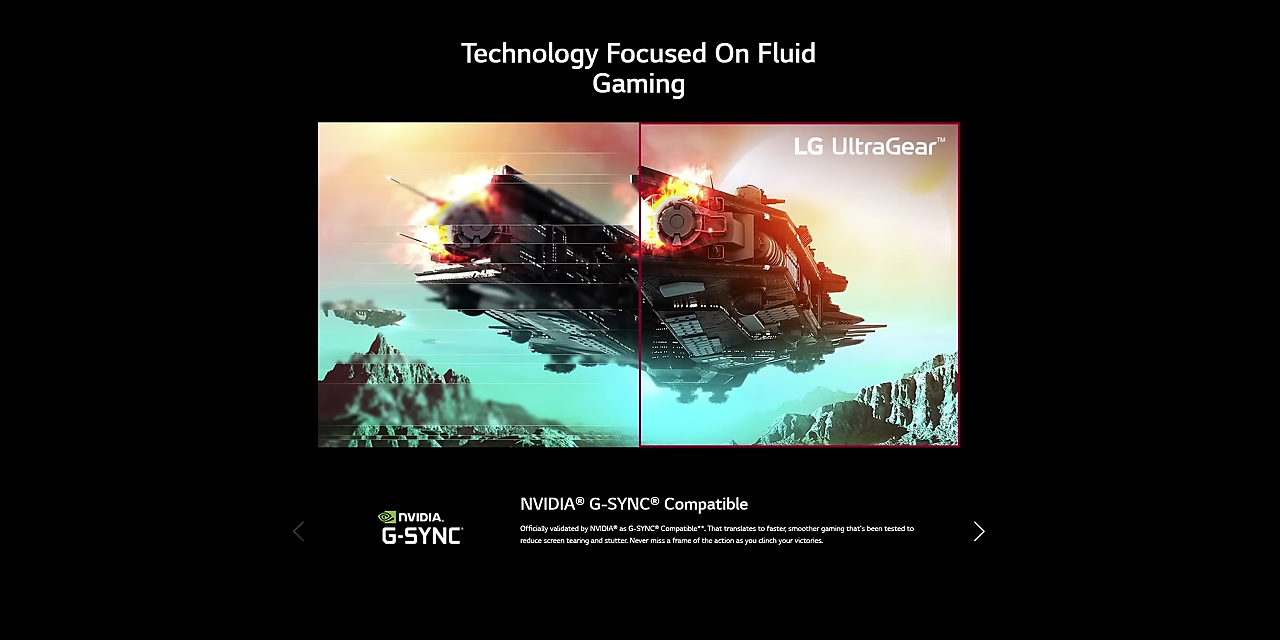 Technology Focused On Fluid
Gaming
LG UltraGear™
NVIDIA® G-SYNC® Compatible
NVIDIA.
G-SYNC®
Officially validated by NVIDIA® as G-SYNC® Compatible**. That translates to faster, smoother gaming that's been tested to
reduce screen tearing and stutter. Never miss a frame of the action as you clinch your victories.